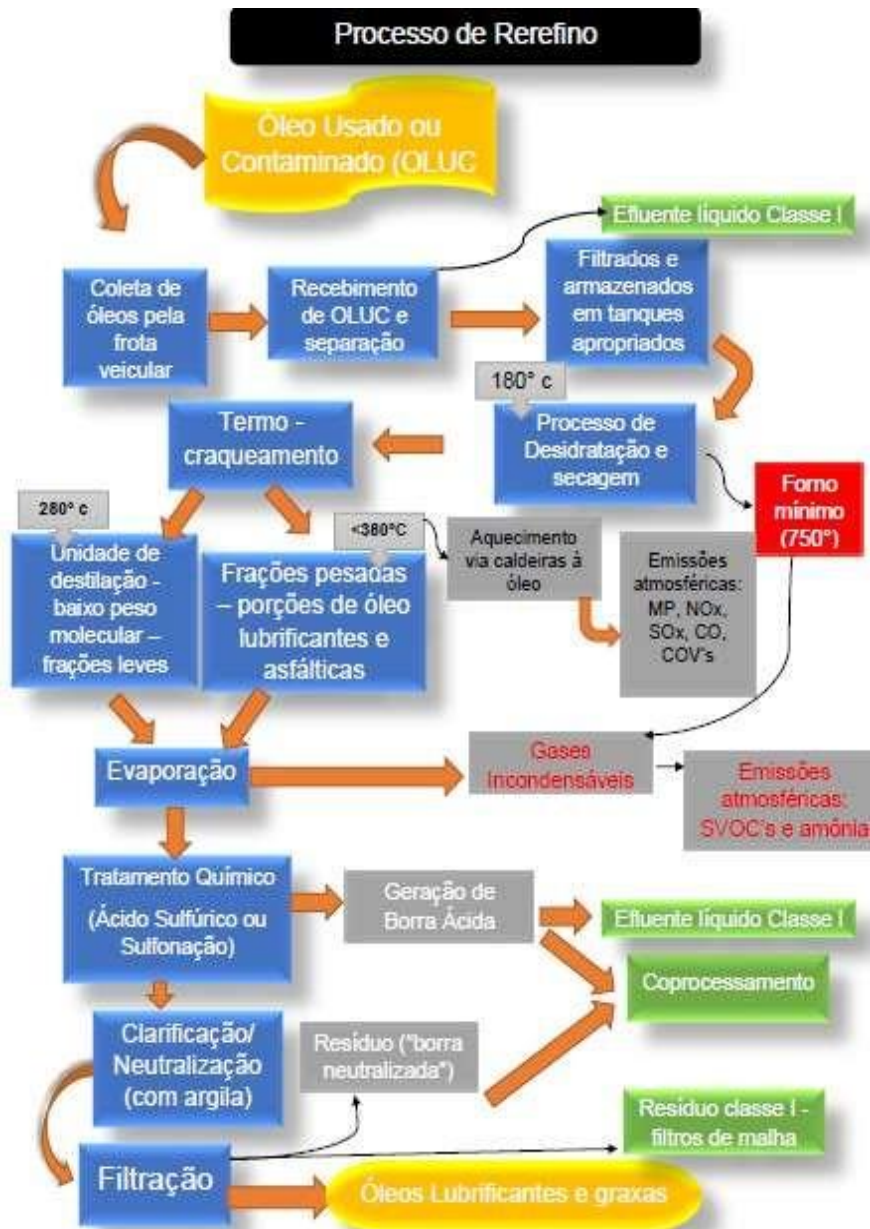 Processo de Rerefino
Óleo Usado ou
Contaminado (OLUC
Efluente líquido Classe I
Coleta de
óleos pela
frota
veicular
Recebimento
de OLUC e
separação
Filtrados e
armazenados
em tanques
apropriados
180° c
Termo -
craqueamento
Processo de
Desidratação e
secagem
Forno
mínimo
(750°)
280° c
Unidade de
destilação -
baixo peso
molecular –
frações leves
<380ºC
Frações pesadas
– porções de óleo
lubrificantes e
asfálticas
Aquecimento
via caldeiras à
óleo
Emissões
atmosféricas:
MP, NOx,
SOx, CO,
COV's
Evaporação
Gases
Incondensáveis
Emissões
atmosféricas:
SVOC's e amônia
Tratamento Químico
(Ácido Sulfúrico ou
Sulfonação)
Geração de
Borra Ácida
Efluente líquido Classe I
Coprocessamento
Clarificação/
Neutralização
(com argila)
Resíduo ("borra
neutralizada")
Resíduo classe I -
filtros de malha
Filtração
Óleos Lubrificantes e graxas